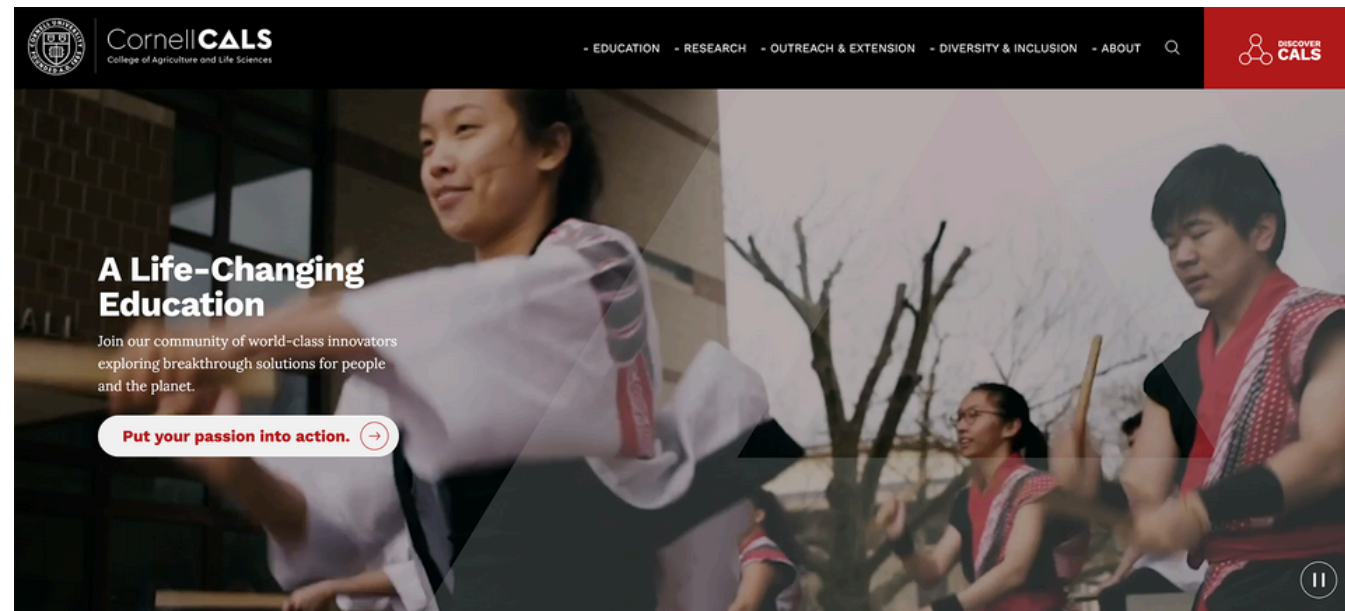 CornellCALS
College of Agriculture and Life Sciences
- EDUCATION - RESEARCH - OUTREACH & EXTENSION - DIVERSITY & INCLUSION - ABOUT
DISCOVER
CALS
A Life-Changing
Education
Join our community of world-class innovators
exploring breakthrough solutions for people
and the planet.
Put your passion into action.